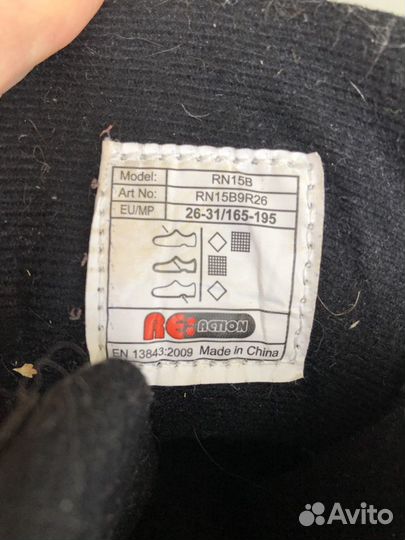 Model: RN15B
Art No: RN15B9R26
EU/MP 26-31/165-195
RE:ACTION
EN 13843:2009 Made in China
Avito